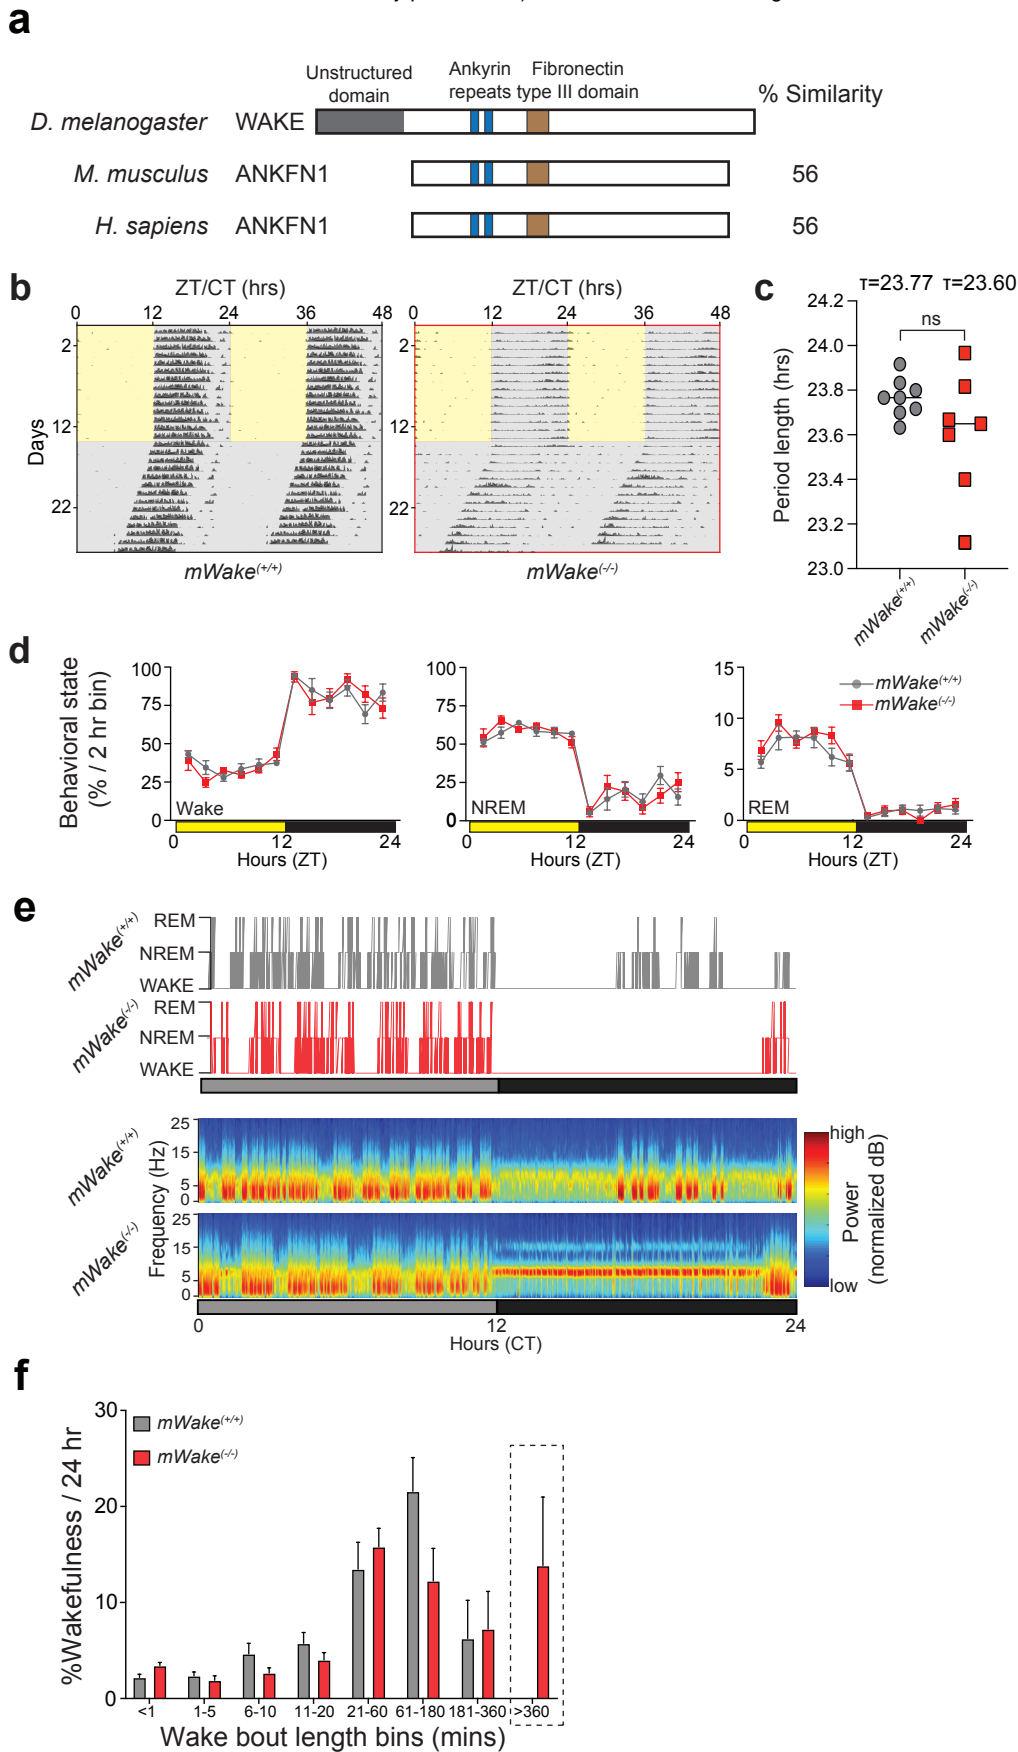 a
Unstructured domain
Ankyrin repeats
Fibronectin type III domain
% Similarity
D. melanogaster WAKE
M. musculus ANKFN1 56
H. sapiens ANKFN1 56
b
ZT/CT (hrs)
0 12 24 36 48
Days
2
12
22
mWake(+/+)
ZT/CT (hrs)
0 12 24 36 48
2
12
22
mWake(-/-)
c
τ=23.77 τ=23.60
ns
Period length (hrs)
24.2
24.0
23.8
23.6
23.4
23.2
23.0
mWake(+/+)
mWake(-/-)
d
Behavioral state
(% / 2 hr bin)
100
75
50
25
0
Wake
0 12 24
Hours (ZT)
100
75
50
25
0
NREM
0 12 24
Hours (ZT)
15
10
5
0
REM
0 12 24
Hours (ZT)
mWake(+/+)
mWake(-/-)
e
mWake(+/+)
REM
NREM
WAKE
mWake(-/-)
REM
NREM
WAKE
mWake(+/+)
mWake(-/-)
Frequency (Hz)
25
15
5
0
25
15
5
0
0 12 24
Hours (CT)
high
low
Power
(normalized dB)
f
%Wakefulness / 24 hr
30
20
10
0
mWake(+/+)
mWake(-/-)
<1 1-5 6-10 11-20 21-60 61-180 181-360 >360
Wake bout length bins (mins)